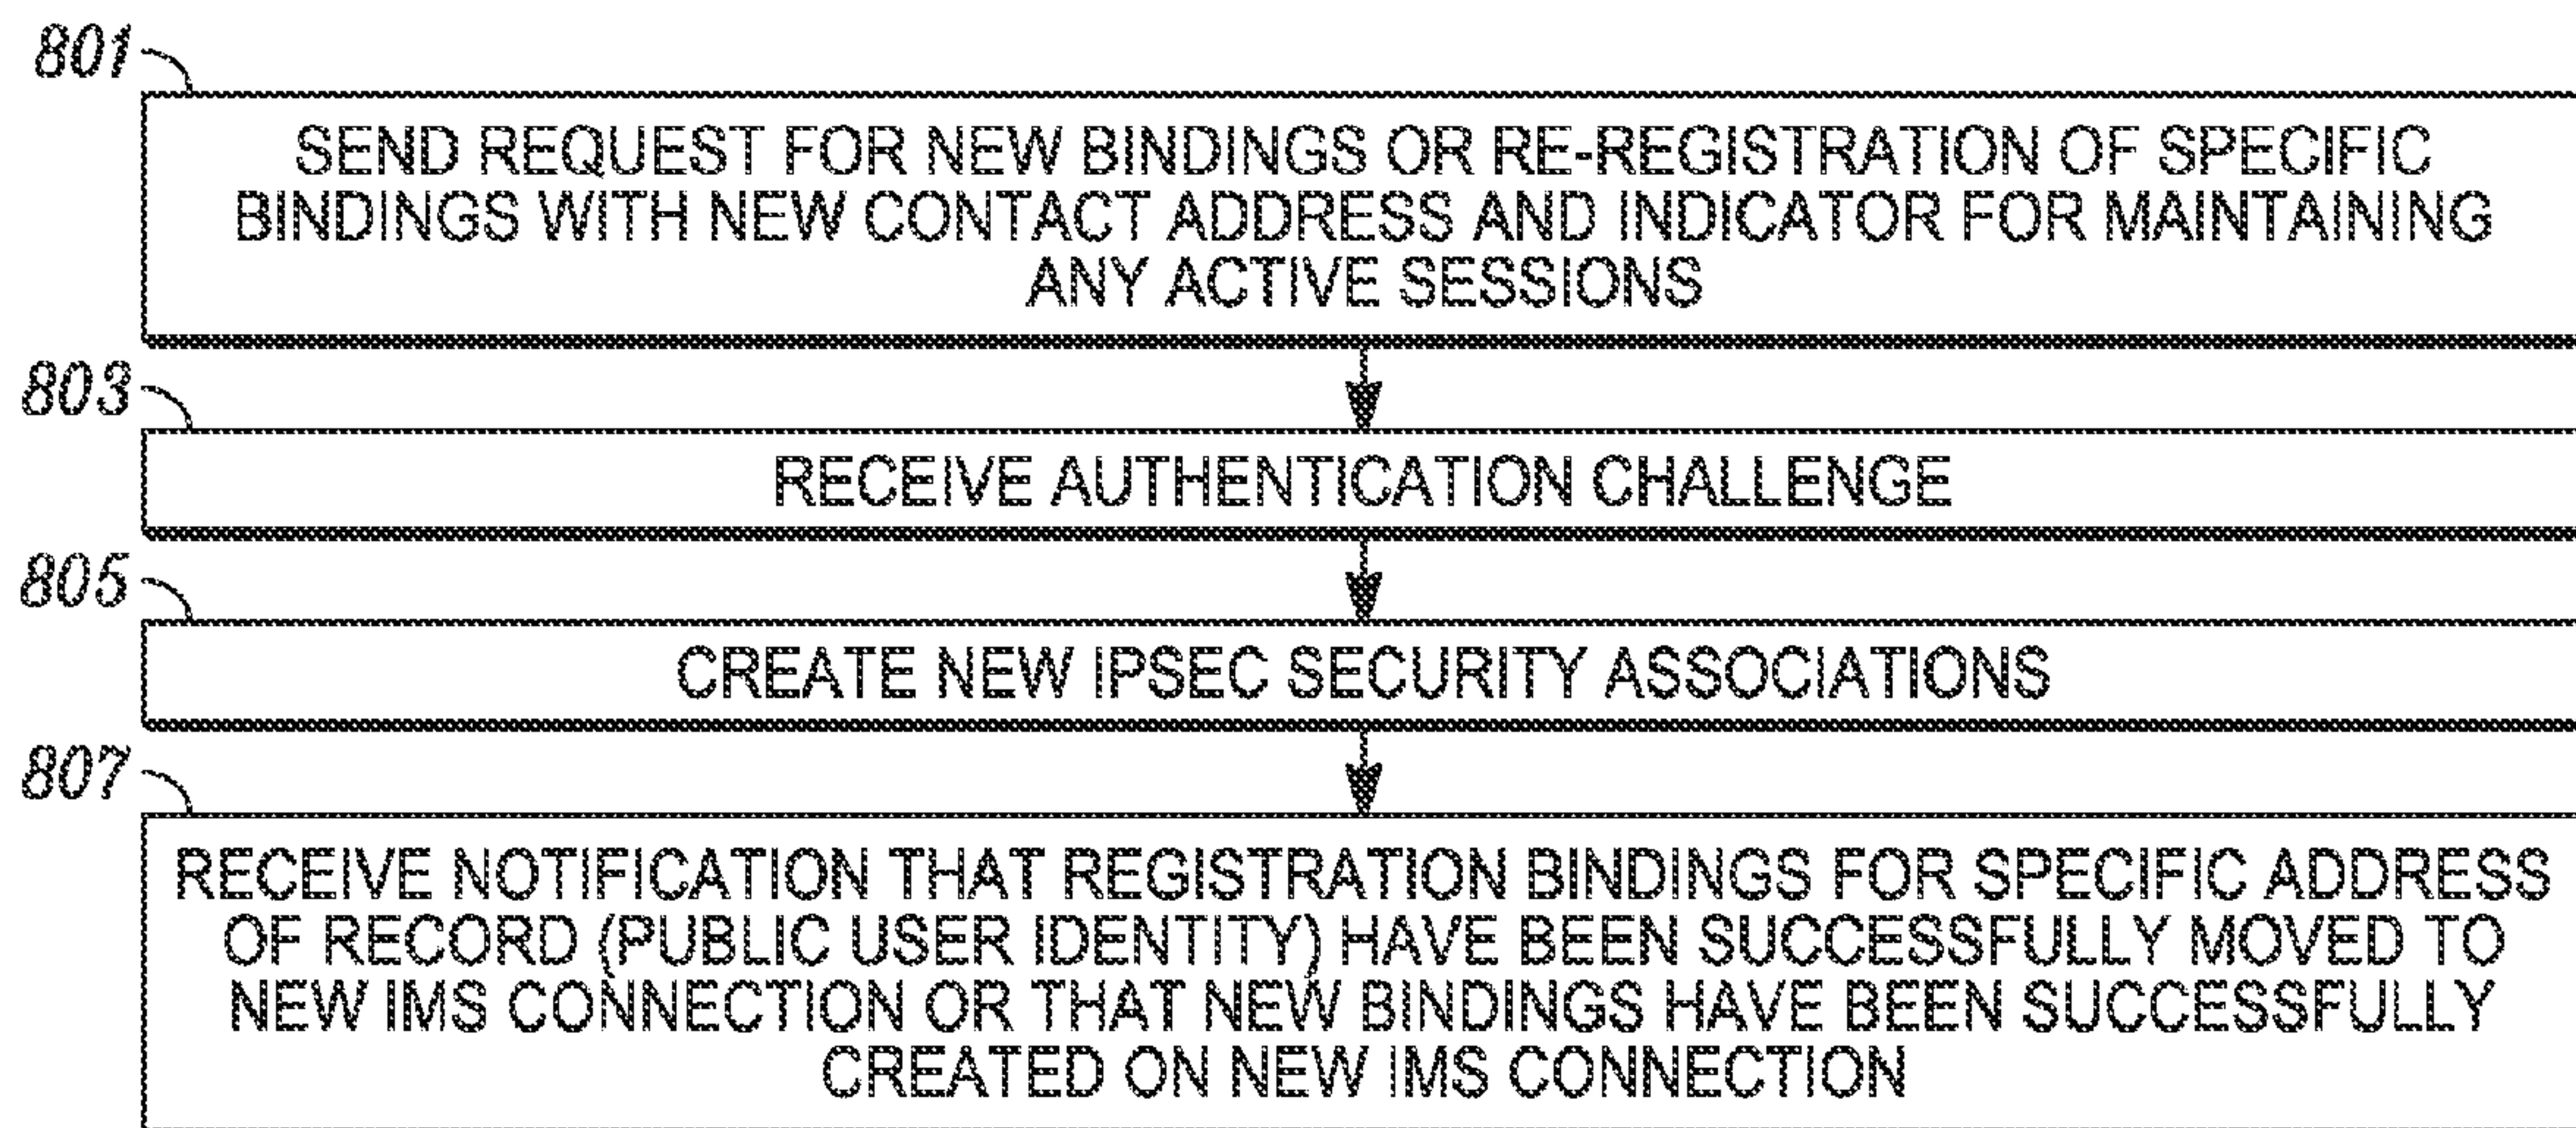 801
SEND REQUEST FOR NEW BINDINGS OR RE-REGISTRATION OF SPECIFIC
BINDINGS WITH NEW CONTACT ADDRESS AND INDICATOR FOR MAINTAINING
ANY ACTIVE SESSIONS
803
RECEIVE AUTHENTICATION CHALLENGE
805
CREATE NEW IPSEC SECURITY ASSOCIATIONS
807
RECEIVE NOTIFICATION THAT REGISTRATION BINDINGS FOR SPECIFIC ADDRESS
OF RECORD (PUBLIC USER IDENTITY) HAVE BEEN SUCCESSFULLY MOVED TO
NEW IMS CONNECTION OR THAT NEW BINDINGS HAVE BEEN SUCCESSFULLY
CREATED ON NEW IMS CONNECTION